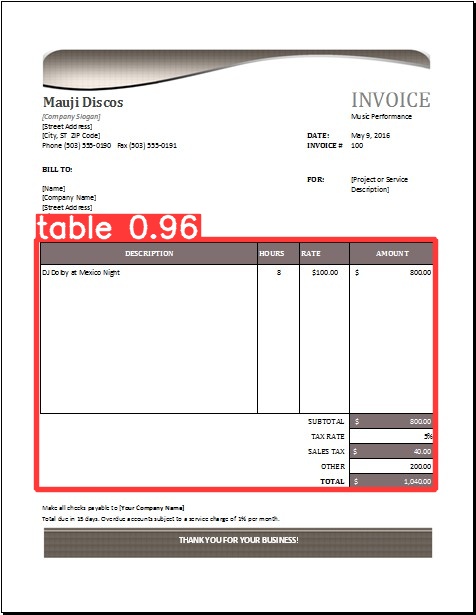 Mauji Discos INVOICE
[Company Slogan] Music Performance
[Street Address]
[City, ST ZIP Code] DATE: May 9, 2016
Phone (503) 555-0190 Fax (503) 555-0191 INVOICE # 100
BILL TO:
[Name] FOR: [Project or Service
[Company Name] Description]
[Street Address]
table 0.96
DESCRIPTION HOURS RATE AMOUNT
DJ Dolby at Mexico Night 8 $100.00 $ 800.00
SUBTOTAL $ 800.00
TAX RATE 5%
SALES TAX $ 40.00
OTHER 200.00
TOTAL $ 1,040.00
Make all checks payable to [Your Company Name]
Total due in 15 days. Overdue accounts subject to a service charge of 1% per month.
THANK YOU FOR YOUR BUSINESS!